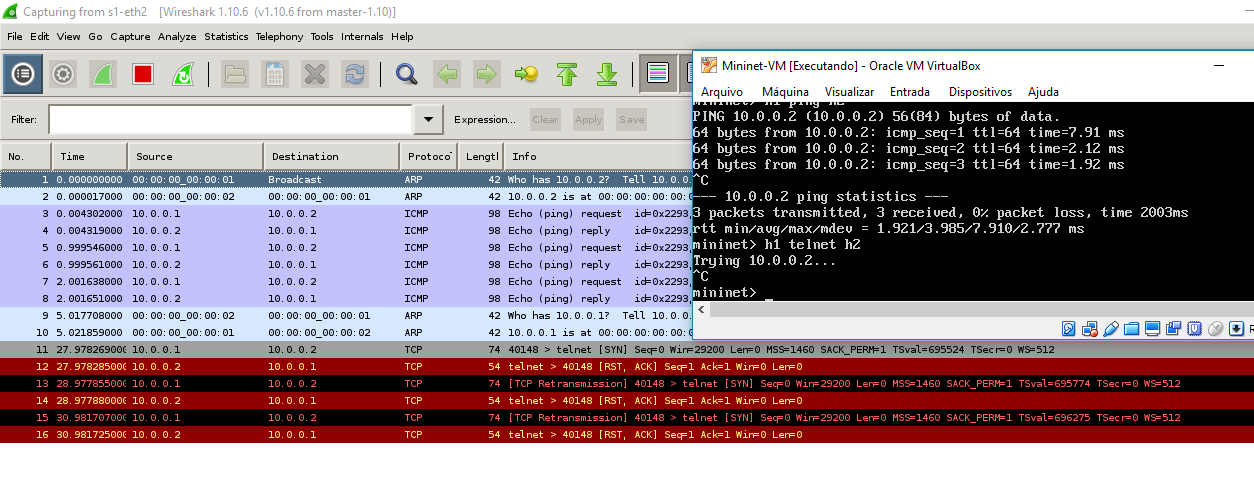 Capturing from s1-eth2 [Wireshark 1.10.6 (v1.10.6 from master-1.10)]
File Edit View Go Capture Analyze Statistics Telephony Tools Internals Help
Filter: Expression... Clear Apply Save
No. Time Source Destination Protoco Lengtl Info
1 0.000000000 00:00:00_00:00:01 Broadcast ARP 42 Who has 10.0.0.2? Tell 10.0.0
2 0.000017000 00:00:00_00:00:02 00:00:00_00:00:01 ARP 42 10.0.0.2 is at 00:00:00:00:0
3 0.004302000 10.0.0.1 10.0.0.2 ICMP 98 Echo (ping) request id=0x2293,
4 0.004319000 10.0.0.2 10.0.0.1 ICMP 98 Echo (ping) reply id=0x2293,
5 0.999546000 10.0.0.1 10.0.0.2 ICMP 98 Echo (ping) request id=0x2293,
6 0.999561000 10.0.0.2 10.0.0.1 ICMP 98 Echo (ping) reply id=0x2293,
7 2.001638000 10.0.0.1 10.0.0.2 ICMP 98 Echo (ping) request id=0x2293,
8 2.001651000 10.0.0.2 10.0.0.1 ICMP 98 Echo (ping) reply id=0x2293,
9 5.017708000 00:00:00_00:00:02 00:00:00_00:00:01 ARP 42 Who has 10.0.0.1? Tell 10.0.0
10 5.021859000 00:00:00_00:00:01 00:00:00_00:00:02 ARP 42 10.0.0.1 is at 00:00:00:00:0
11 27.978269000 10.0.0.1 10.0.0.2 TCP 74 40148 > telnet [SYN] Seq=0 Win=29200 Len=0 MSS=1460 SACK_PERM=1 TSval=695524 TSecr=0 WS=512
12 27.978285000 10.0.0.2 10.0.0.1 TCP 54 telnet > 40148 [RST, ACK] Seq=1 Ack=1 Win=0 Len=0
13 28.977855000 10.0.0.1 10.0.0.2 TCP 74 [TCP Retransmission] 40148 > telnet [SYN] Seq=0 Win=29200 Len=0 MSS=1460 SACK_PERM=1 TSval=695774 TSecr=0 WS=512
14 28.977880000 10.0.0.2 10.0.0.1 TCP 54 telnet > 40148 [RST, ACK] Seq=1 Ack=1 Win=0 Len=0
15 30.981707000 10.0.0.1 10.0.0.2 TCP 74 [TCP Retransmission] 40148 > telnet [SYN] Seq=0 Win=29200 Len=0 MSS=1460 SACK_PERM=1 TSval=696275 TSecr=0 WS=512
16 30.981725000 10.0.0.2 10.0.0.1 TCP 54 telnet > 40148 [RST, ACK] Seq=1 Ack=1 Win=0 Len=0
Mininet-VM [Executando] - Oracle VM VirtualBox
Arquivo Máquina Visualizar Entrada Dispositivos Ajuda
mininet> h1 ping h2
PING 10.0.0.2 (10.0.0.2) 56(84) bytes of data.
64 bytes from 10.0.0.2: icmp_seq=1 ttl=64 time=7.91 ms
64 bytes from 10.0.0.2: icmp_seq=2 ttl=64 time=2.12 ms
64 bytes from 10.0.0.2: icmp_seq=3 ttl=64 time=1.92 ms
^C
--- 10.0.0.2 ping statistics ---
3 packets transmitted, 3 received, 0% packet loss, time 2003ms
rtt min/avg/max/mdev = 1.921/3.985/7.910/2.777 ms
mininet> h1 telnet h2
Trying 10.0.0.2...
^C
mininet> _